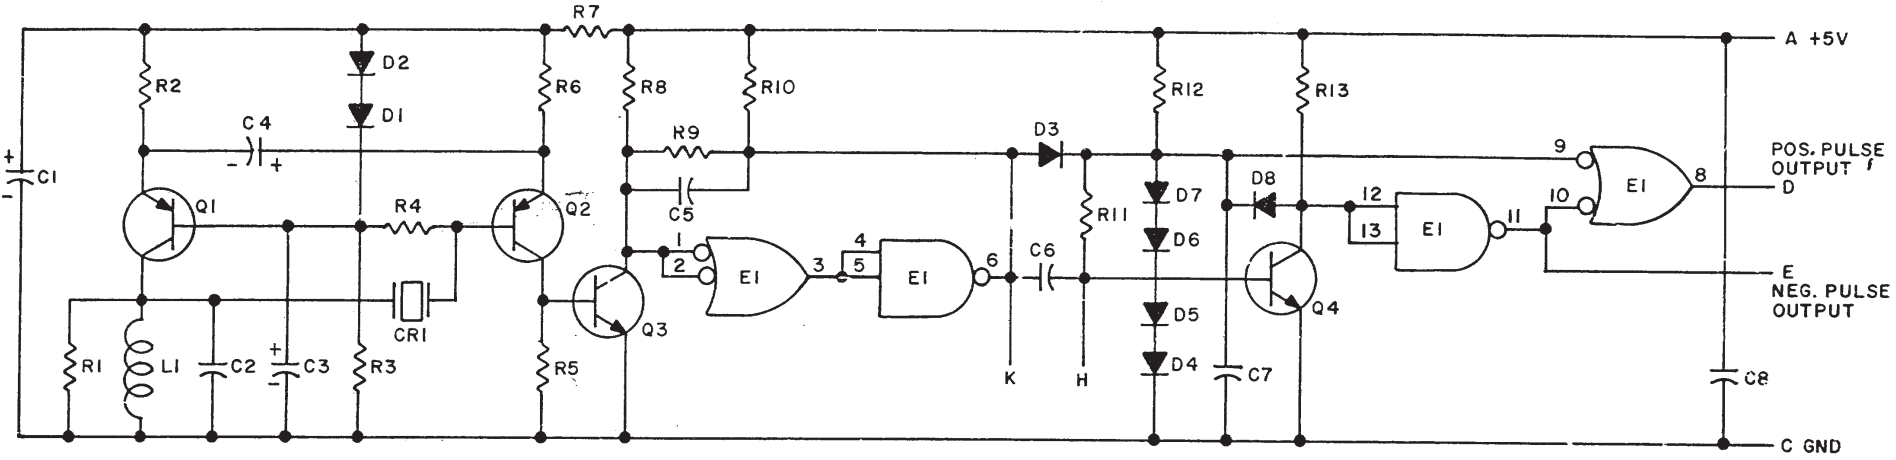 R7
A +5V
D2
R2
R6
R8
R10
R12
R13
D1
C4
- +
R9
D3
9
POS. PULSE
OUTPUT
8
D
+
C1
-
Q1
R4
Q2
C5
D7
D8
12
10
E1
R11
11
13
E1
1
4
C6
D6
2
E1
3
5
E1
6
E
Q4
NEG. PULSE
OUTPUT
CR1
Q3
D5
R1
L1
C2
+
C3
-
R3
R5
K
H
D4
C7
C8
C GND